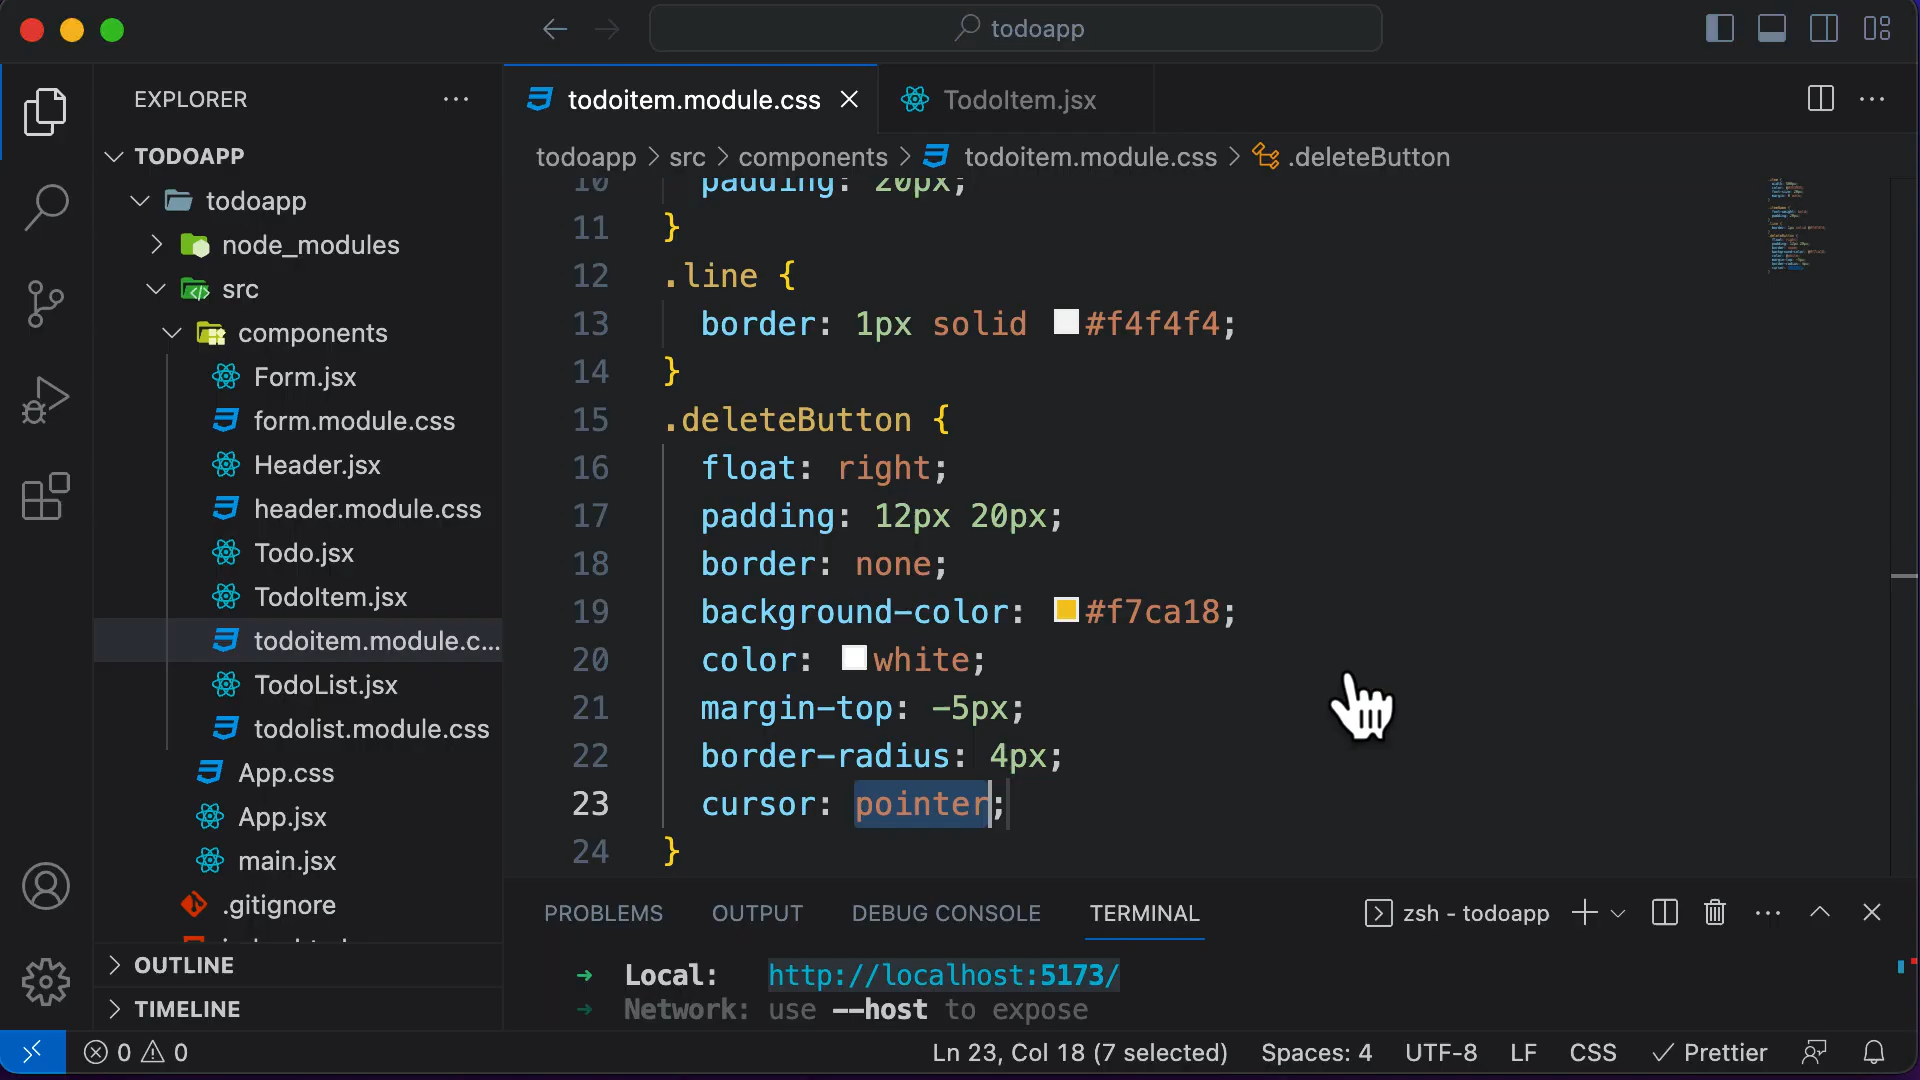 todoapp
EXPLORER
TODOAPP
todoapp
node_modules
src
components
Form.jsx
form.module.css
Header.jsx
header.module.css
Todo.jsx
TodoItem.jsx
todoitem.module.c...
TodoList.jsx
todolist.module.css
App.css
App.jsx
main.jsx
.gitignore
OUTLINE
TIMELINE
todoitem.module.css
TodoItem.jsx
todoapp > src > components > todoitem.module.css > .deleteButton
10 padding: 20px;
11 }
12 .line {
13 border: 1px solid #f4f4f4;
14 }
15 .deleteButton {
16 float: right;
17 padding: 12px 20px;
18 border: none;
19 background-color: #f7ca18;
20 color: white;
21 margin-top: -5px;
22 border-radius: 4px;
23 cursor: pointer;
24 }
PROBLEMS OUTPUT DEBUG CONSOLE TERMINAL zsh - todoapp
➜ Local: http://localhost:5173/
➜ Network: use --host to expose
0 0 Ln 23, Col 18 (7 selected) Spaces: 4 UTF-8 LF CSS Prettier